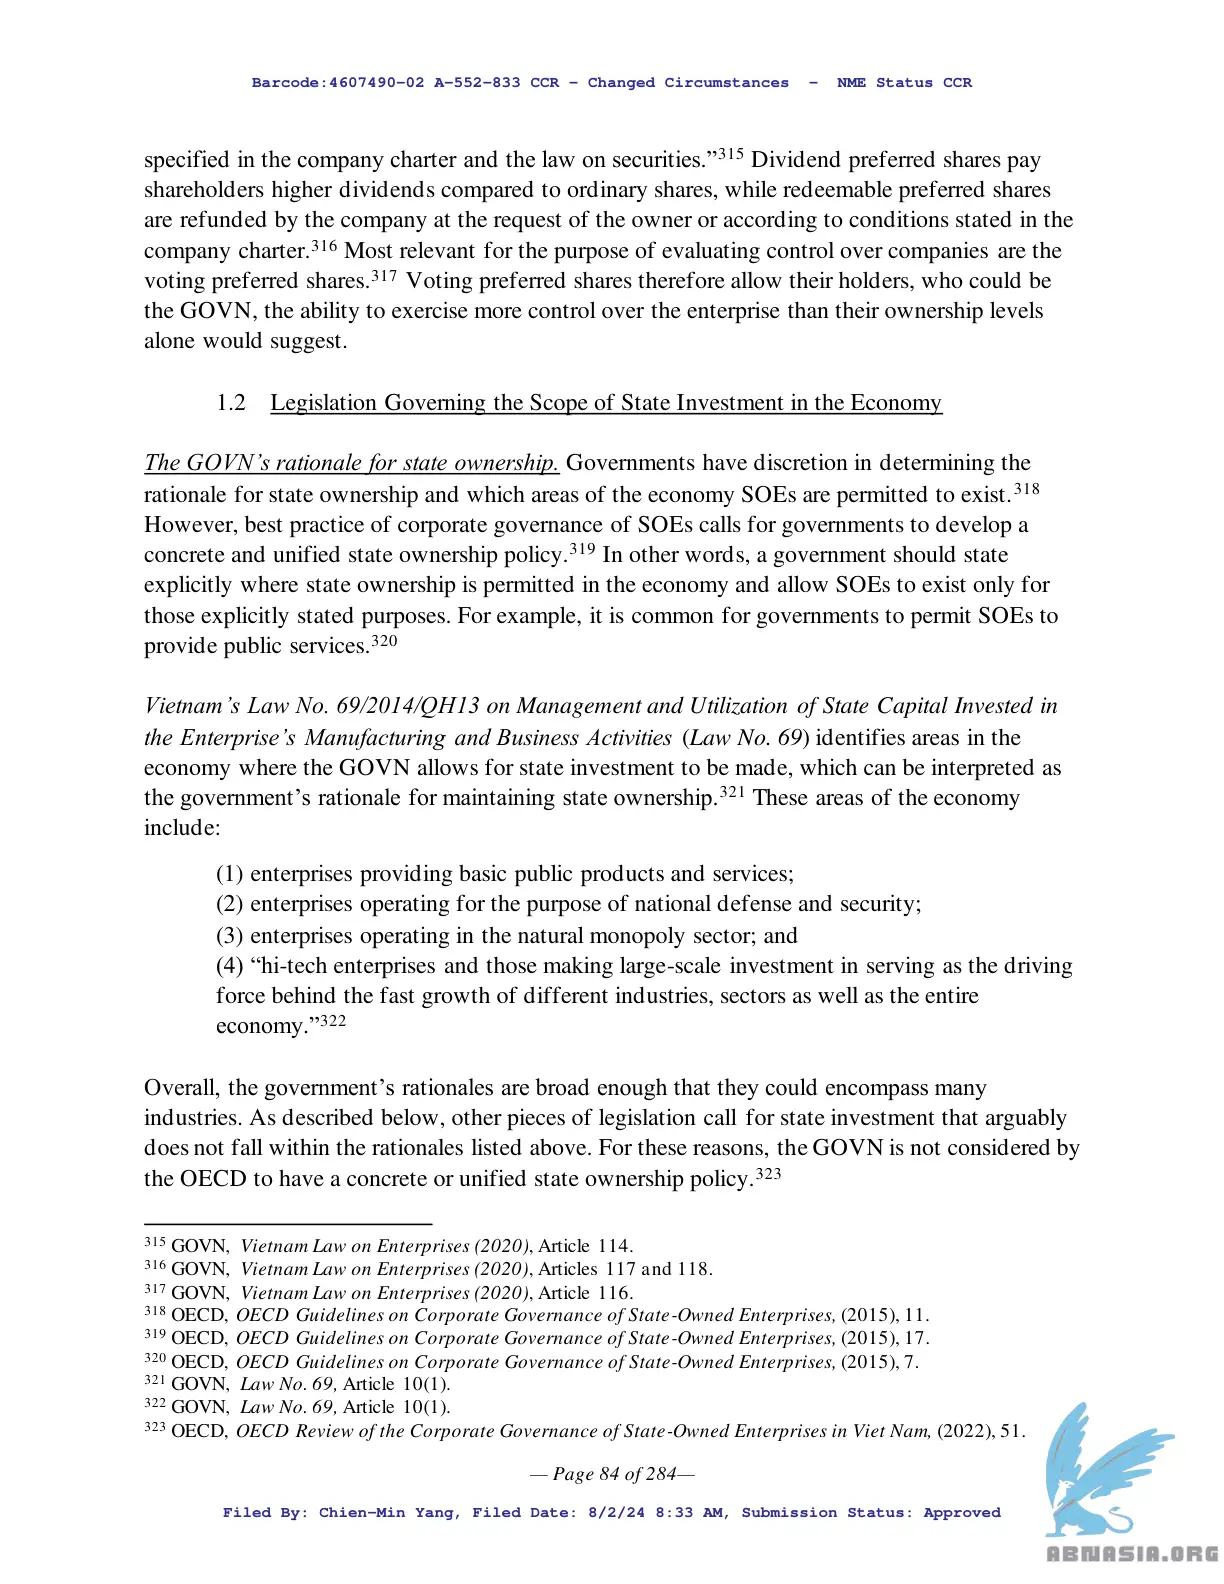 Barcode:4607490-02 A-552-833 CCR - Changed Circumstances - NME Status CCR
specified in the company charter and the law on securities.”315 Dividend preferred shares pay
shareholders higher dividends compared to ordinary shares, while redeemable preferred shares
are refunded by the company at the request of the owner or according to conditions stated in the
company charter.316 Most relevant for the purpose of evaluating control over companies are the
voting preferred shares.317 Voting preferred shares therefore allow their holders, who could be
the GOVN, the ability to exercise more control over the enterprise than their ownership levels
alone would suggest.
1.2 Legislation Governing the Scope of State Investment in the Economy
The GOVN’s rationale for state ownership. Governments have discretion in determining the
rationale for state ownership and which areas of the economy SOEs are permitted to exist.318
However, best practice of corporate governance of SOEs calls for governments to develop a
concrete and unified state ownership policy.319 In other words, a government should state
explicitly where state ownership is permitted in the economy and allow SOEs to exist only for
those explicitly stated purposes. For example, it is common for governments to permit SOEs to
provide public services.320
Vietnam’s Law No. 69/2014/QH13 on Management and Utilization of State Capital Invested in
the Enterprise’s Manufacturing and Business Activities (Law No. 69) identifies areas in the
economy where the GOVN allows for state investment to be made, which can be interpreted as
the government’s rationale for maintaining state ownership.321 These areas of the economy
include:
(1) enterprises providing basic public products and services;
(2) enterprises operating for the purpose of national defense and security;
(3) enterprises operating in the natural monopoly sector; and
(4) “hi-tech enterprises and those making large-scale investment in serving as the driving
force behind the fast growth of different industries, sectors as well as the entire
economy.”322
Overall, the government’s rationales are broad enough that they could encompass many
industries. As described below, other pieces of legislation call for state investment that arguably
does not fall within the rationales listed above. For these reasons, the GOVN is not considered by
the OECD to have a concrete or unified state ownership policy.323
315 GOVN, Vietnam Law on Enterprises (2020), Article 114.
316 GOVN, Vietnam Law on Enterprises (2020), Articles 117 and 118.
317 GOVN, Vietnam Law on Enterprises (2020), Article 116.
318 OECD, OECD Guidelines on Corporate Governance of State-Owned Enterprises, (2015), 11.
319 OECD, OECD Guidelines on Corporate Governance of State-Owned Enterprises, (2015), 17.
320 OECD, OECD Guidelines on Corporate Governance of State-Owned Enterprises, (2015), 7.
321 GOVN, Law No. 69, Article 10(1).
322 GOVN, Law No. 69, Article 10(1).
323 OECD, OECD Review of the Corporate Governance of State-Owned Enterprises in Viet Nam, (2022), 51.
— Page 84 of 284—
Filed By: Chien-Min Yang, Filed Date: 8/2/24 8:33 AM, Submission Status: Approved
ABNASIA.ORG